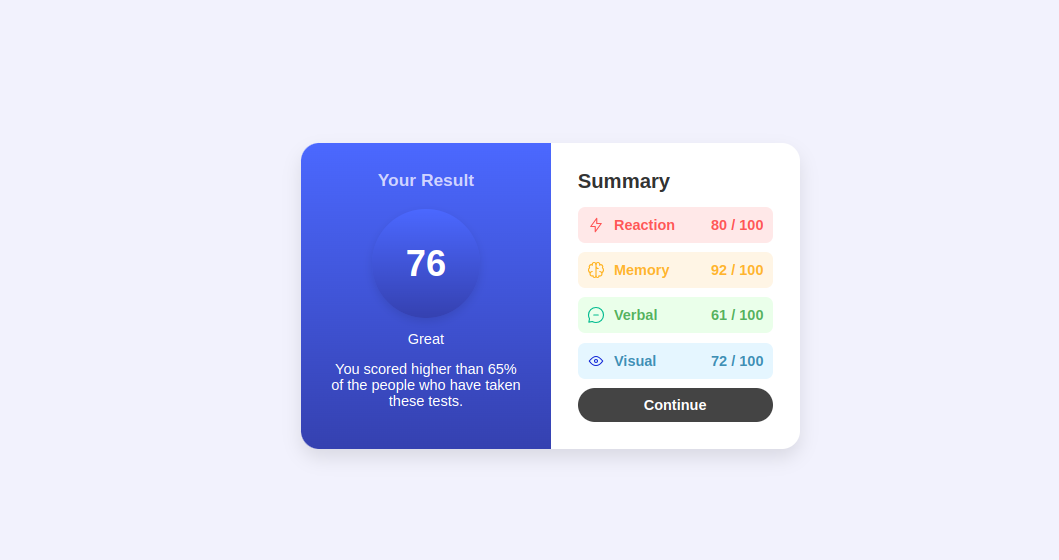 Your Result
76
Great
You scored higher than 65%
of the people who have taken
these tests.
Summary
Reaction 80 / 100
Memory 92 / 100
Verbal 61 / 100
Visual 72 / 100
Continue